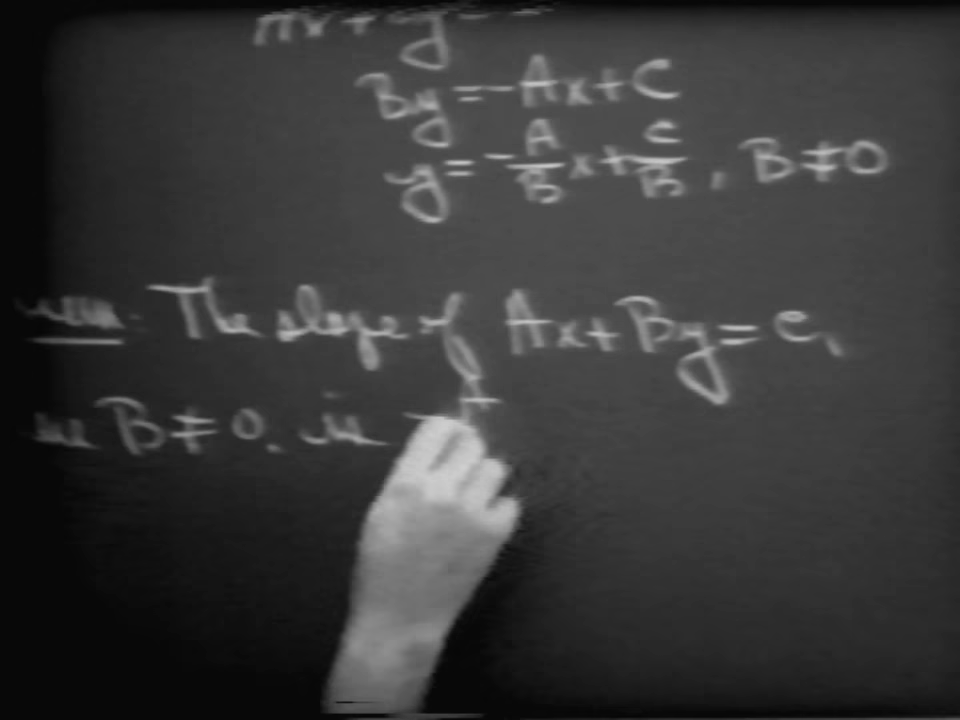 By = -Ax + C
y = -A/B x + C/B, B ≠ 0
The slope of Ax + By = C,
B ≠ 0, is -